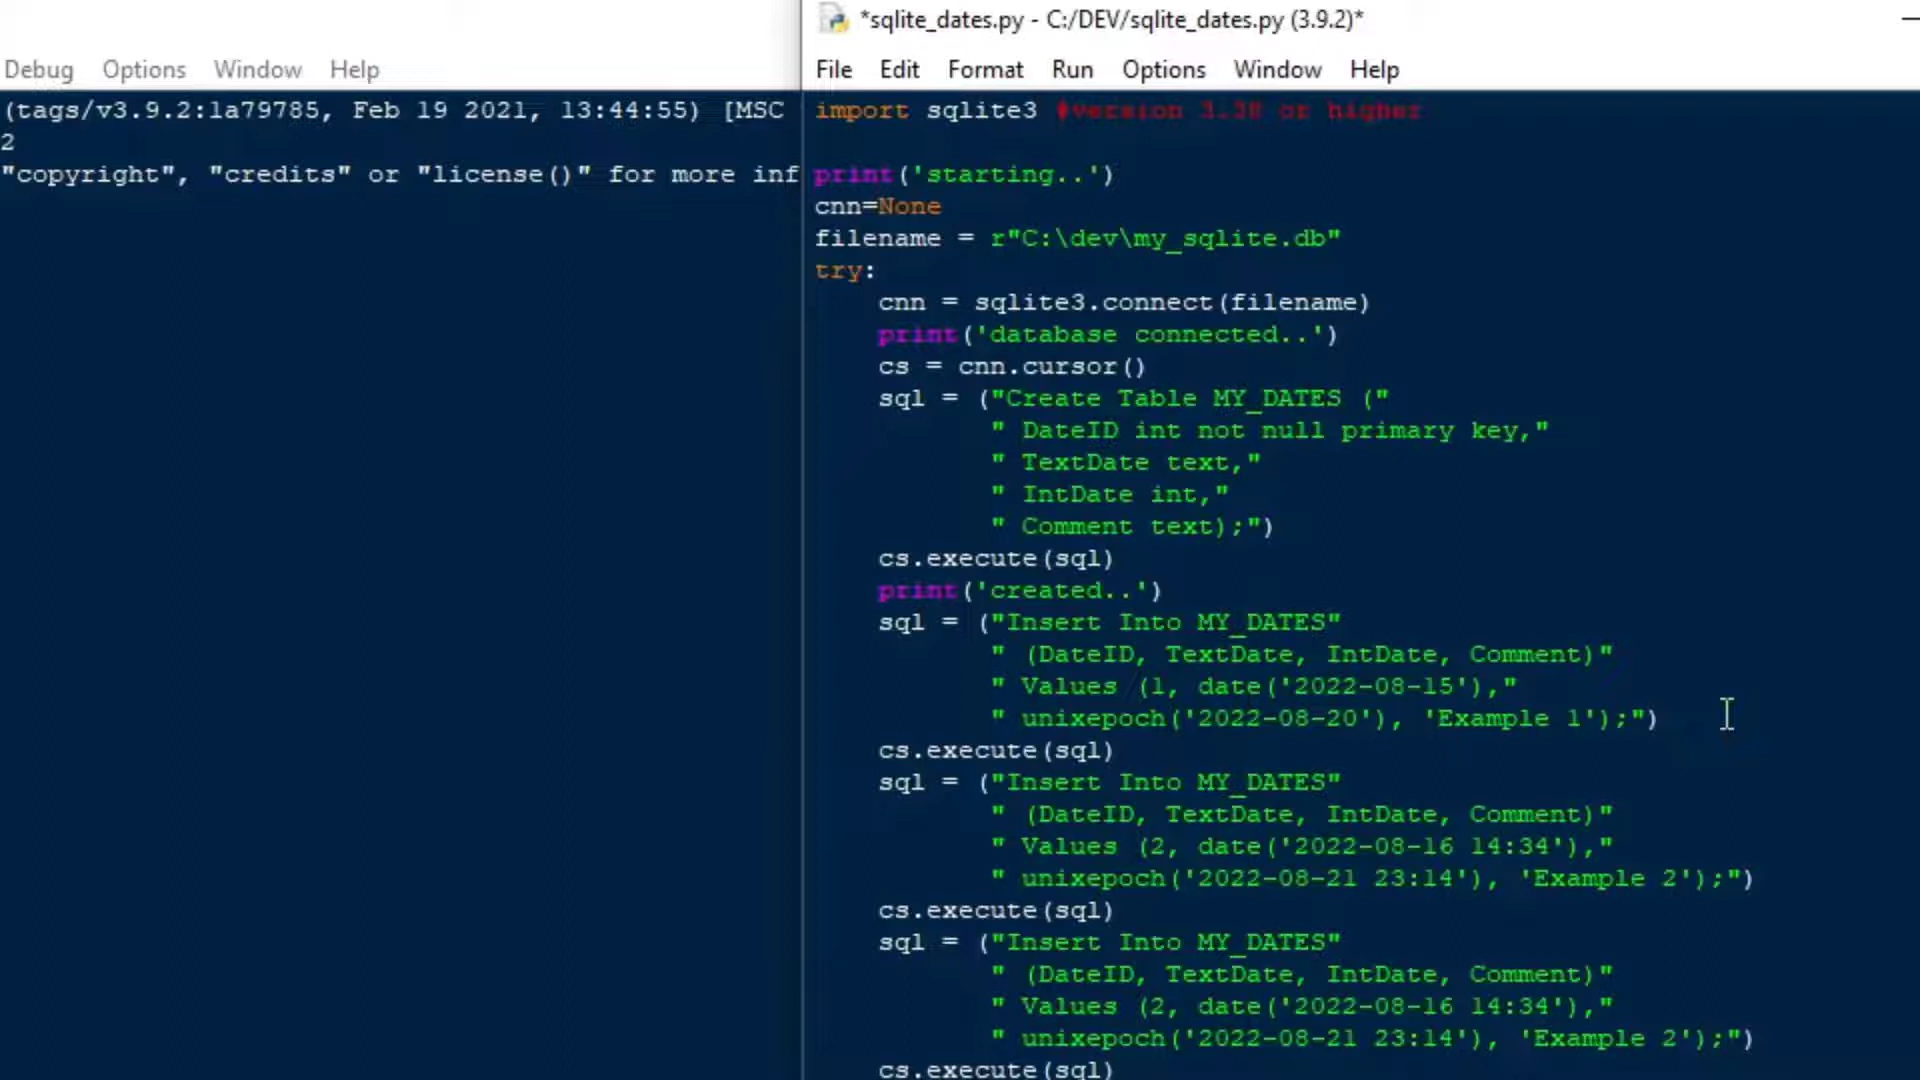 Debug Options Window Help
(tags/v3.9.2:1a79785, Feb 19 2021, 13:44:55) [MSC
2
"copyright", "credits" or "license()" for more inf
*sqlite_dates.py - C:/DEV/sqlite_dates.py (3.9.2)*
File Edit Format Run Options Window Help
import sqlite3 #version 3.38 or higher
print('starting..')
cnn=None
filename = r"C:\dev\my_sqlite.db"
try:
    cnn = sqlite3.connect(filename)
    print('database connected..')
    cs = cnn.cursor()
    sql = ("Create Table MY_DATES ("
           " DateID int not null primary key,"
           " TextDate text,"
           " IntDate int,"
           " Comment text);")
    cs.execute(sql)
    print('created..')
    sql = ("Insert Into MY_DATES"
           " (DateID, TextDate, IntDate, Comment)"
           " Values (1, date('2022-08-15'),"
           " unixepoch('2022-08-20'), 'Example 1');")
    cs.execute(sql)
    sql = ("Insert Into MY_DATES"
           " (DateID, TextDate, IntDate, Comment)"
           " Values (2, date('2022-08-16 14:34'),"
           " unixepoch('2022-08-21 23:14'), 'Example 2');")
    cs.execute(sql)
    sql = ("Insert Into MY_DATES"
           " (DateID, TextDate, IntDate, Comment)"
           " Values (2, date('2022-08-16 14:34'),"
           " unixepoch('2022-08-21 23:14'), 'Example 2');")
    cs.execute(sql)